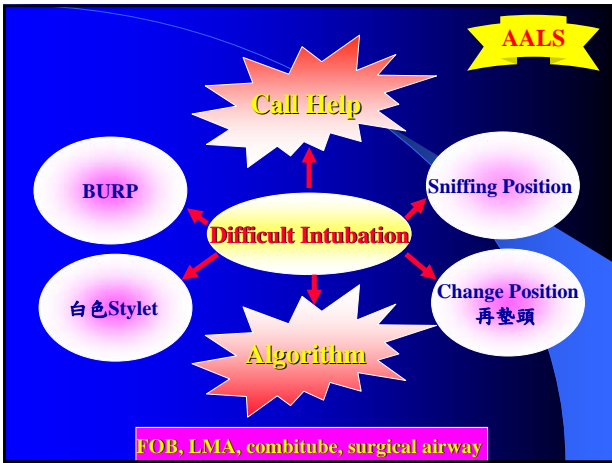 AALS
Call Help
BURP
Sniffing Position
Difficult Intubation
白色Stylet
Change Position
再墊頭
Algorithm
FOB, LMA, combitube, surgical airway